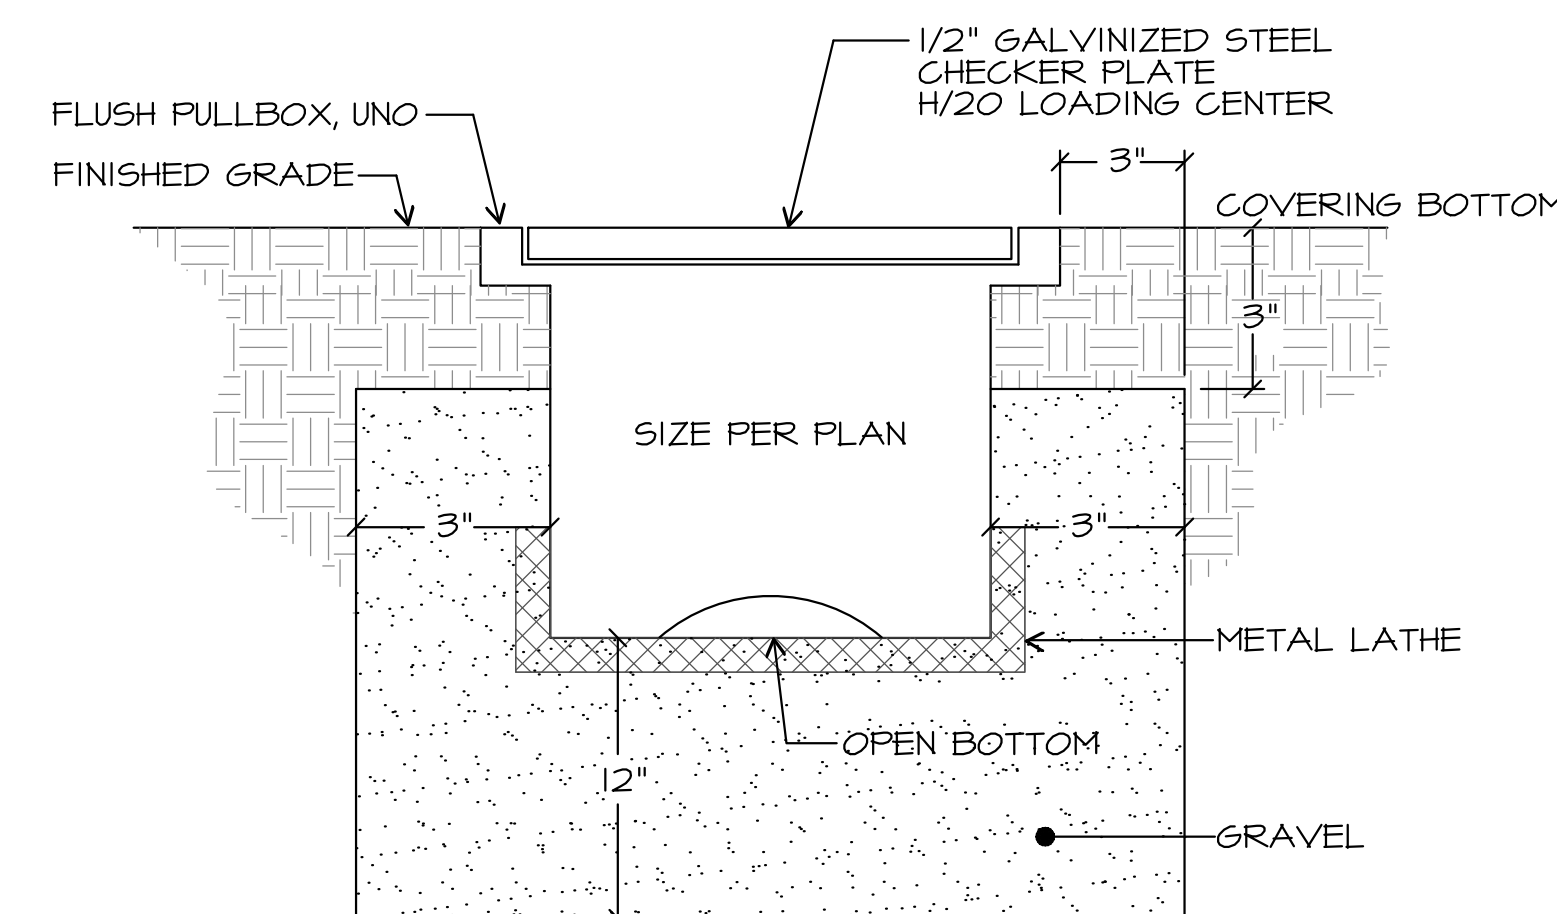 1/2" GALVINIZED STEEL
CHECKER PLATE
H/20 LOADING CENTER
FLUSH PULLBOX, UNO
3"
FINISHED GRADE
COVERING BOTTOM
3"
SIZE PER PLAN
3"
3"
METAL LATHE
OPEN BOTTOM
12"
GRAVEL